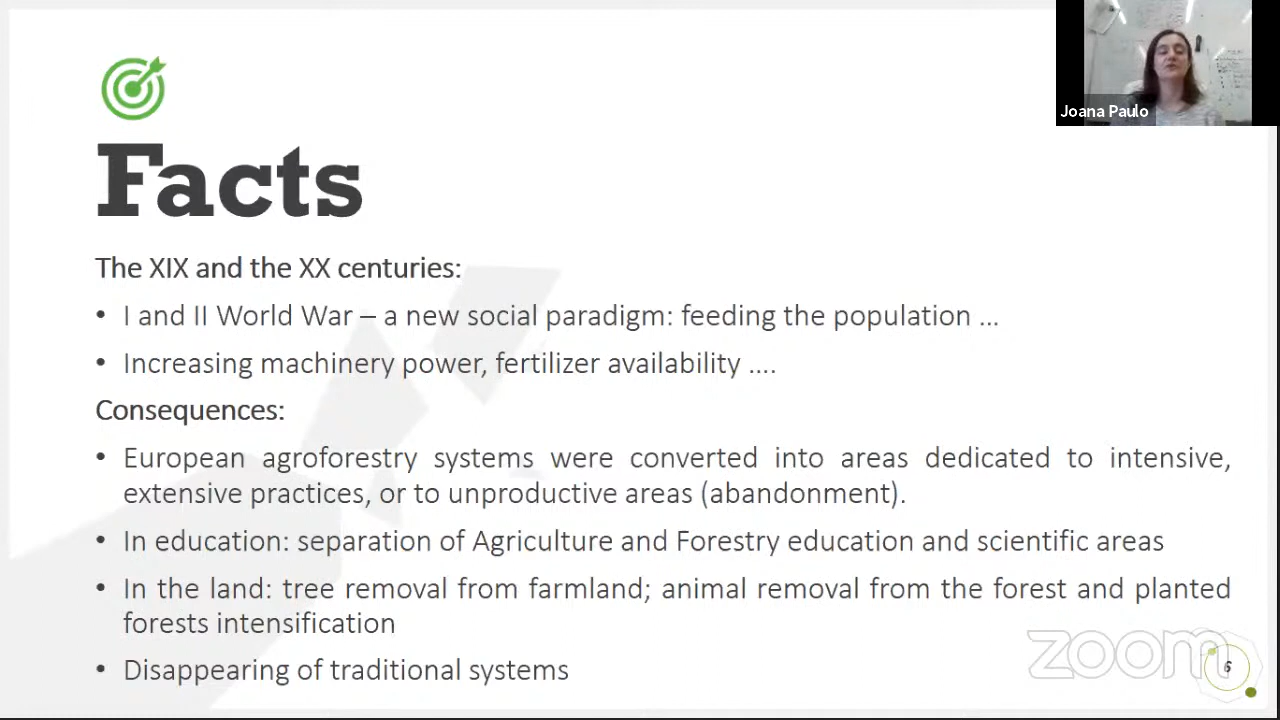 Joana Paulo
Facts
The XIX and the XX centuries:
• I and II World War – a new social paradigm: feeding the population ...
• Increasing machinery power, fertilizer availability ....
Consequences:
• European agroforestry systems were converted into areas dedicated to intensive,
extensive practices, or to unproductive areas (abandonment).
• In education: separation of Agriculture and Forestry education and scientific areas
• In the land: tree removal from farmland; animal removal from the forest and planted
forests intensification
• Disappearing of traditional systems
zoom
6